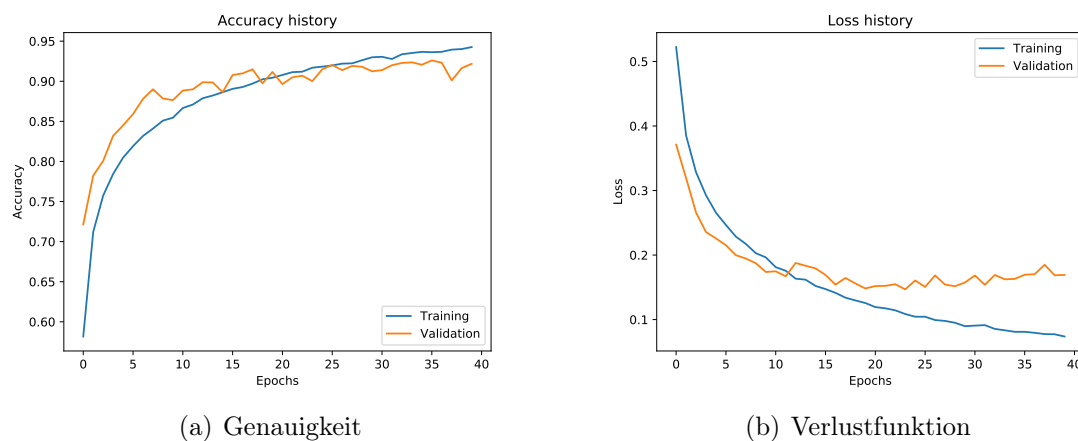 Accuracy history
0.95
0.90
0.85
0.80
0.75
0.70
0.65
0.60
Accuracy
Training
Validation
0 5 10 15 20 25 30 35 40
Epochs
(a) Genauigkeit
Loss history
0.5
0.4
0.3
0.2
0.1
Loss
Training
Validation
0 5 10 15 20 25 30 35 40
Epochs
(b) Verlustfunktion